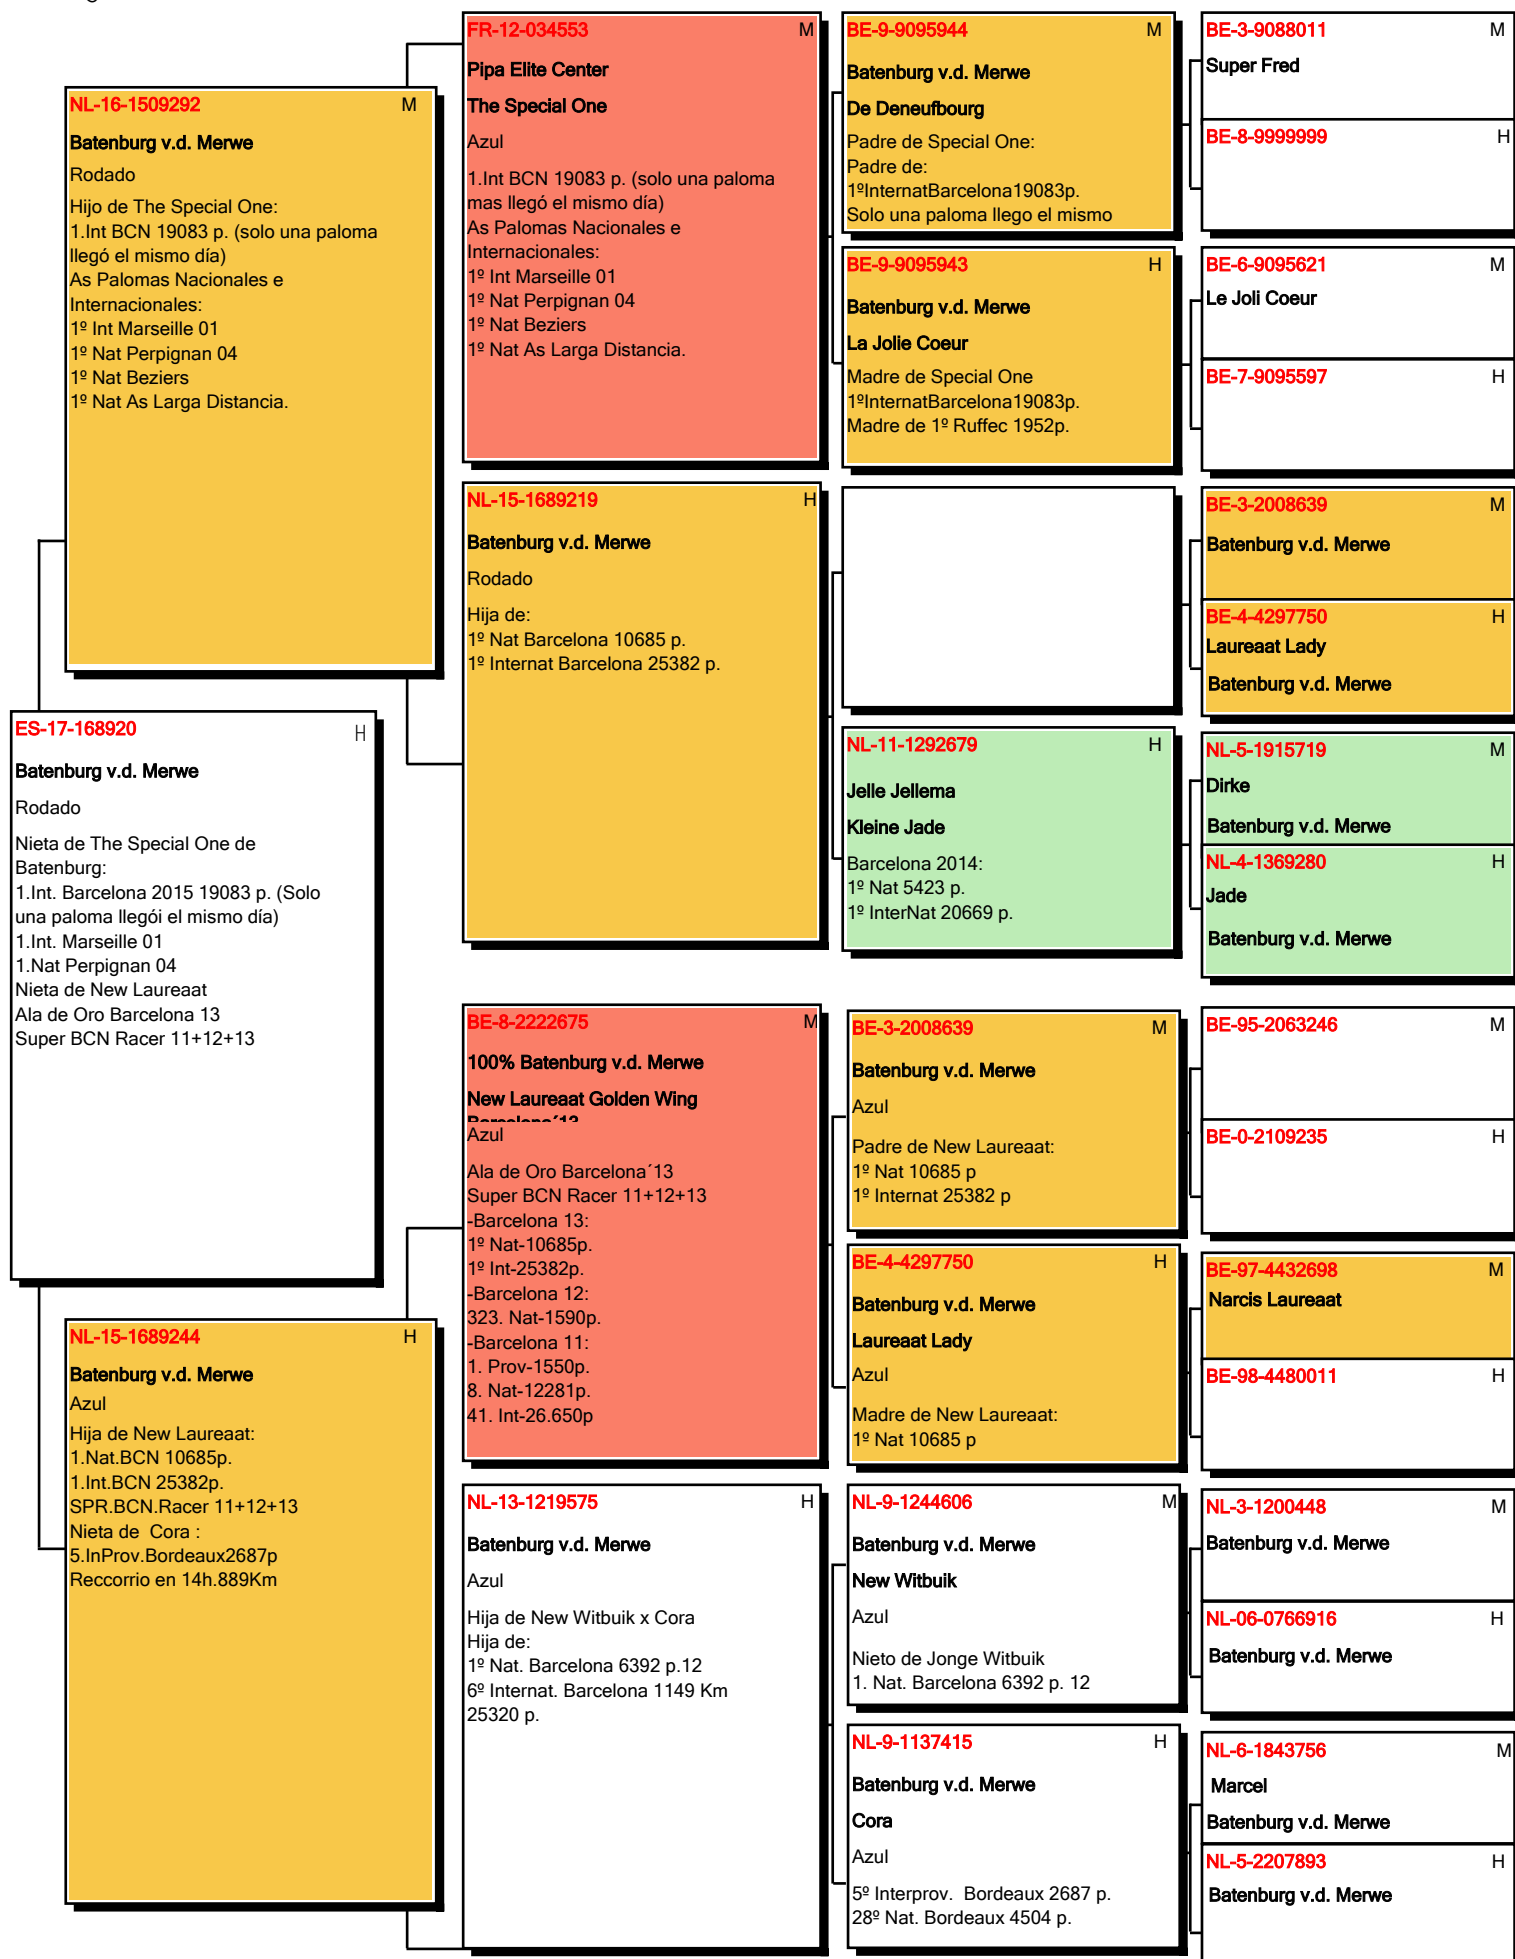 ES-17-168920 H
Batenburg v.d. Merwe
Rodado
Nieta de The Special One de
Batenburg:
1.Int. Barcelona 2015 19083 p. (Solo
una paloma llegói el mismo día)
1.Int. Marseille 01
1.Nat Perpignan 04
Nieta de New Laureaat
Ala de Oro Barcelona 13
Super BCN Racer 11+12+13
NL-16-1509292 M
Batenburg v.d. Merwe
Rodado
Hijo de The Special One:
1.Int BCN 19083 p. (solo una paloma
llegó el mismo día)
As Palomas Nacionales e
Internacionales:
1º Int Marseille 01
1º Nat Perpignan 04
1º Nat Beziers
1º Nat As Larga Distancia.
NL-15-1689244 H
Batenburg v.d. Merwe
Azul
Hija de New Laureaat:
1.Nat.BCN 10685p.
1.Int.BCN 25382p.
SPR.BCN.Racer 11+12+13
Nieta de Cora :
5.InProv.Bordeaux2687p
Reccorrio en 14h.889Km
FR-12-034553 M
Pipa Elite Center
The Special One
Azul
1.Int BCN 19083 p. (solo una paloma
mas llegó el mismo día)
As Palomas Nacionales e
Internacionales:
1º Int Marseille 01
1º Nat Perpignan 04
1º Nat Beziers
1º Nat As Larga Distancia.
NL-15-1689219 H
Batenburg v.d. Merwe
Rodado
Hija de:
1º Nat Barcelona 10685 p.
1º Internat Barcelona 25382 p.
BE-8-2222675 M
100% Batenburg v.d. Merwe
New Laureaat Golden Wing
Barcelona´13
Azul
Ala de Oro Barcelona´13
Super BCN Racer 11+12+13
-Barcelona 13:
1º Nat-10685p.
1º Int-25382p.
-Barcelona 12:
323. Nat-1590p.
-Barcelona 11:
1. Prov-1550p.
8. Nat-12281p.
41. Int-26.650p
NL-13-1219575 H
Batenburg v.d. Merwe
Azul
Hija de New Witbuik x Cora
Hija de:
1º Nat. Barcelona 6392 p.12
6º Internat. Barcelona 1149 Km
25320 p.
BE-9-9095944 M
Batenburg v.d. Merwe
De Deneufbourg
Padre de Special One:
Padre de:
1ºInternatBarcelona19083p.
Solo una paloma llego el mismo
BE-9-9095943 H
Batenburg v.d. Merwe
La Jolie Coeur
Madre de Special One
1ºInternatBarcelona19083p.
Madre de 1º Ruffec 1952p.
NL-11-1292679 H
Jelle Jellema
Kleine Jade
Barcelona 2014:
1º Nat 5423 p.
1º InterNat 20669 p.
BE-3-2008639 M
Batenburg v.d. Merwe
Azul
Padre de New Laureaat:
1º Nat 10685 p
1º Internat 25382 p
BE-4-4297750 H
Batenburg v.d. Merwe
Laureaat Lady
Azul
Madre de New Laureaat:
1º Nat 10685 p
NL-9-1244606 M
Batenburg v.d. Merwe
New Witbuik
Azul
Nieto de Jonge Witbuik
1. Nat. Barcelona 6392 p. 12
NL-9-1137415 H
Batenburg v.d. Merwe
Cora
Azul
5º Interprov. Bordeaux 2687 p.
28º Nat. Bordeaux 4504 p.
BE-3-9088011 M
Super Fred
BE-8-9999999 H
BE-6-9095621 M
Le Joli Coeur
BE-7-9095597 H
BE-3-2008639 M
Batenburg v.d. Merwe
BE-4-4297750 H
Laureaat Lady
Batenburg v.d. Merwe
NL-5-1915719 M
Dirke
Batenburg v.d. Merwe
NL-4-1369280 H
Jade
Batenburg v.d. Merwe
BE-95-2063246 M
BE-0-2109235 H
BE-97-4432698 M
Narcis Laureaat
BE-98-4480011 H
NL-3-1200448 M
Batenburg v.d. Merwe
NL-06-0766916 H
Batenburg v.d. Merwe
NL-6-1843756 M
Marcel
Batenburg v.d. Merwe
NL-5-2207893 H
Batenburg v.d. Merwe